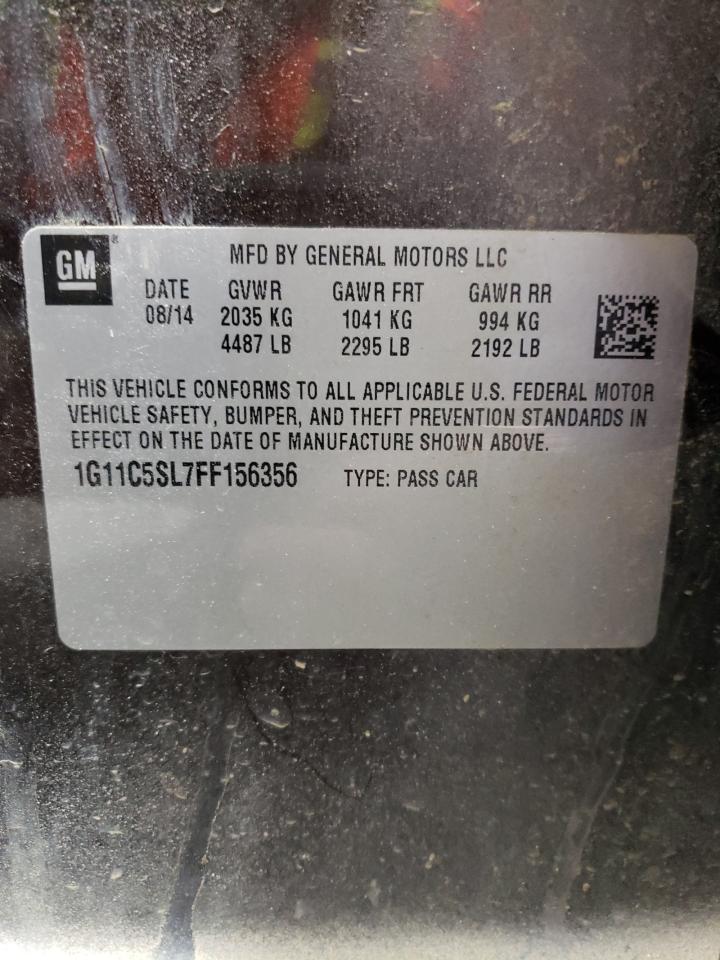 GM® MFD BY GENERAL MOTORS LLC
DATE GVWR GAWR FRT GAWR RR
08/14 2035 KG 1041 KG 994 KG
4487 LB 2295 LB 2192 LB
THIS VEHICLE CONFORMS TO ALL APPLICABLE U.S. FEDERAL MOTOR
VEHICLE SAFETY, BUMPER, AND THEFT PREVENTION STANDARDS IN
EFFECT ON THE DATE OF MANUFACTURE SHOWN ABOVE.
1G11C5SL7FF156356 TYPE: PASS CAR